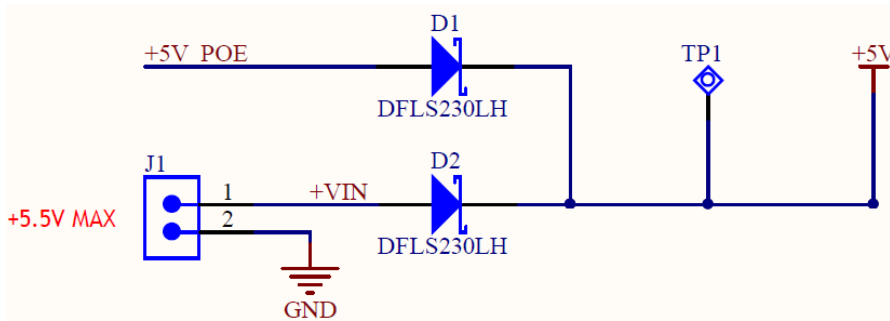 D1
+5V_POE
TP1
+5V
DFLS230LH
D2
J1
1
+VIN
2
+5.5V MAX
DFLS230LH
GND